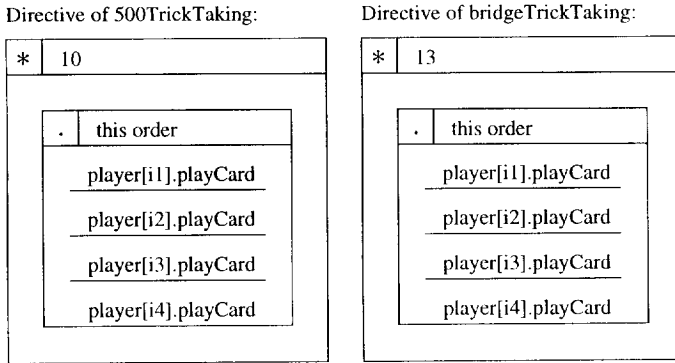 Directive of 500TrickTaking:
* 10
. this order
player[i1].playCard
player[i2].playCard
player[i3].playCard
player[i4].playCard
Directive of bridgeTrickTaking:
* 13
. this order
player[i1].playCard
player[i2].playCard
player[i3].playCard
player[i4].playCard